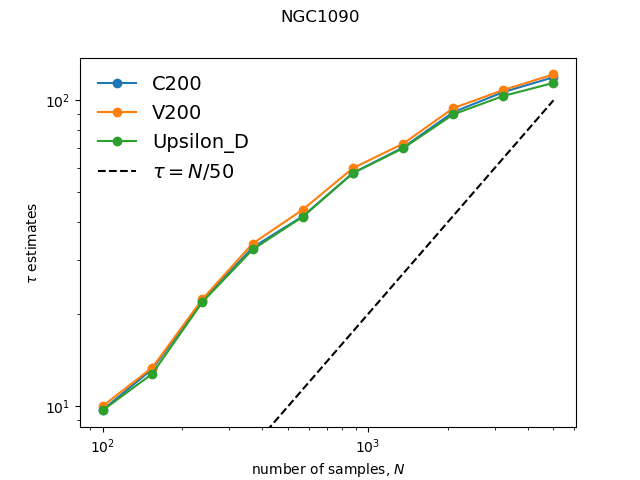 NGC1090
C200
V200
Upsilon_D
τ = N/50
τ estimates
10²
10¹
10²
10³
number of samples, N